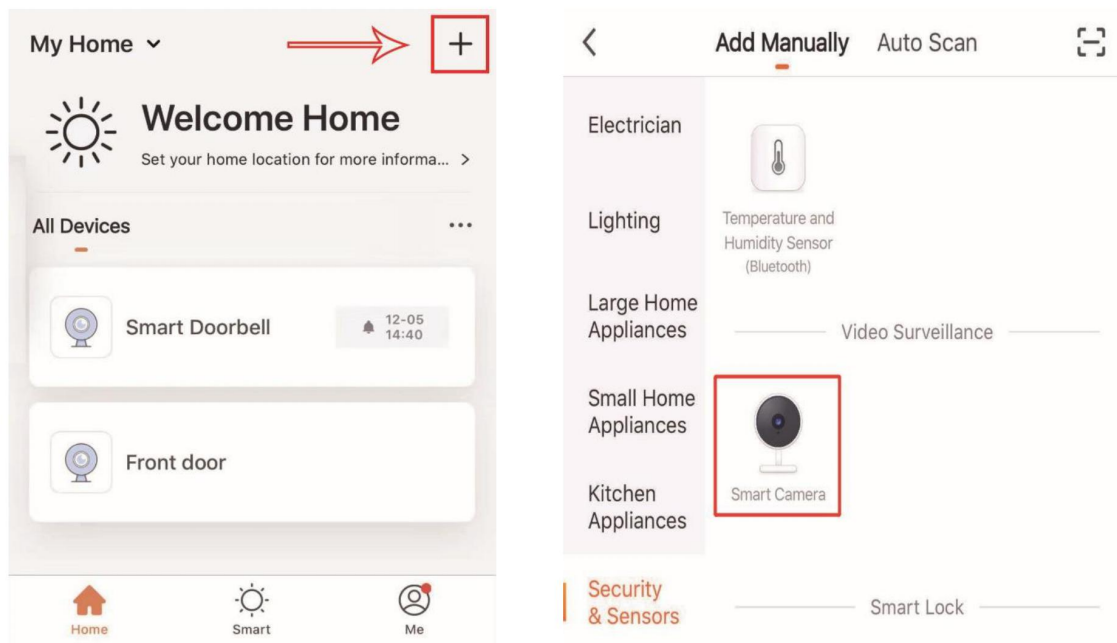 My Home
Welcome Home
Set your home location for more informa... >
All Devices
Smart Doorbell
12-05
14:40
Front door
Home
Smart
Me
Add Manually
Auto Scan
Electrician
Lighting
Large Home
Appliances
Small Home
Appliances
Kitchen
Appliances
Security
& Sensors
Temperature and
Humidity Sensor
(Bluetooth)
Video Surveillance
Smart Camera
Smart Lock